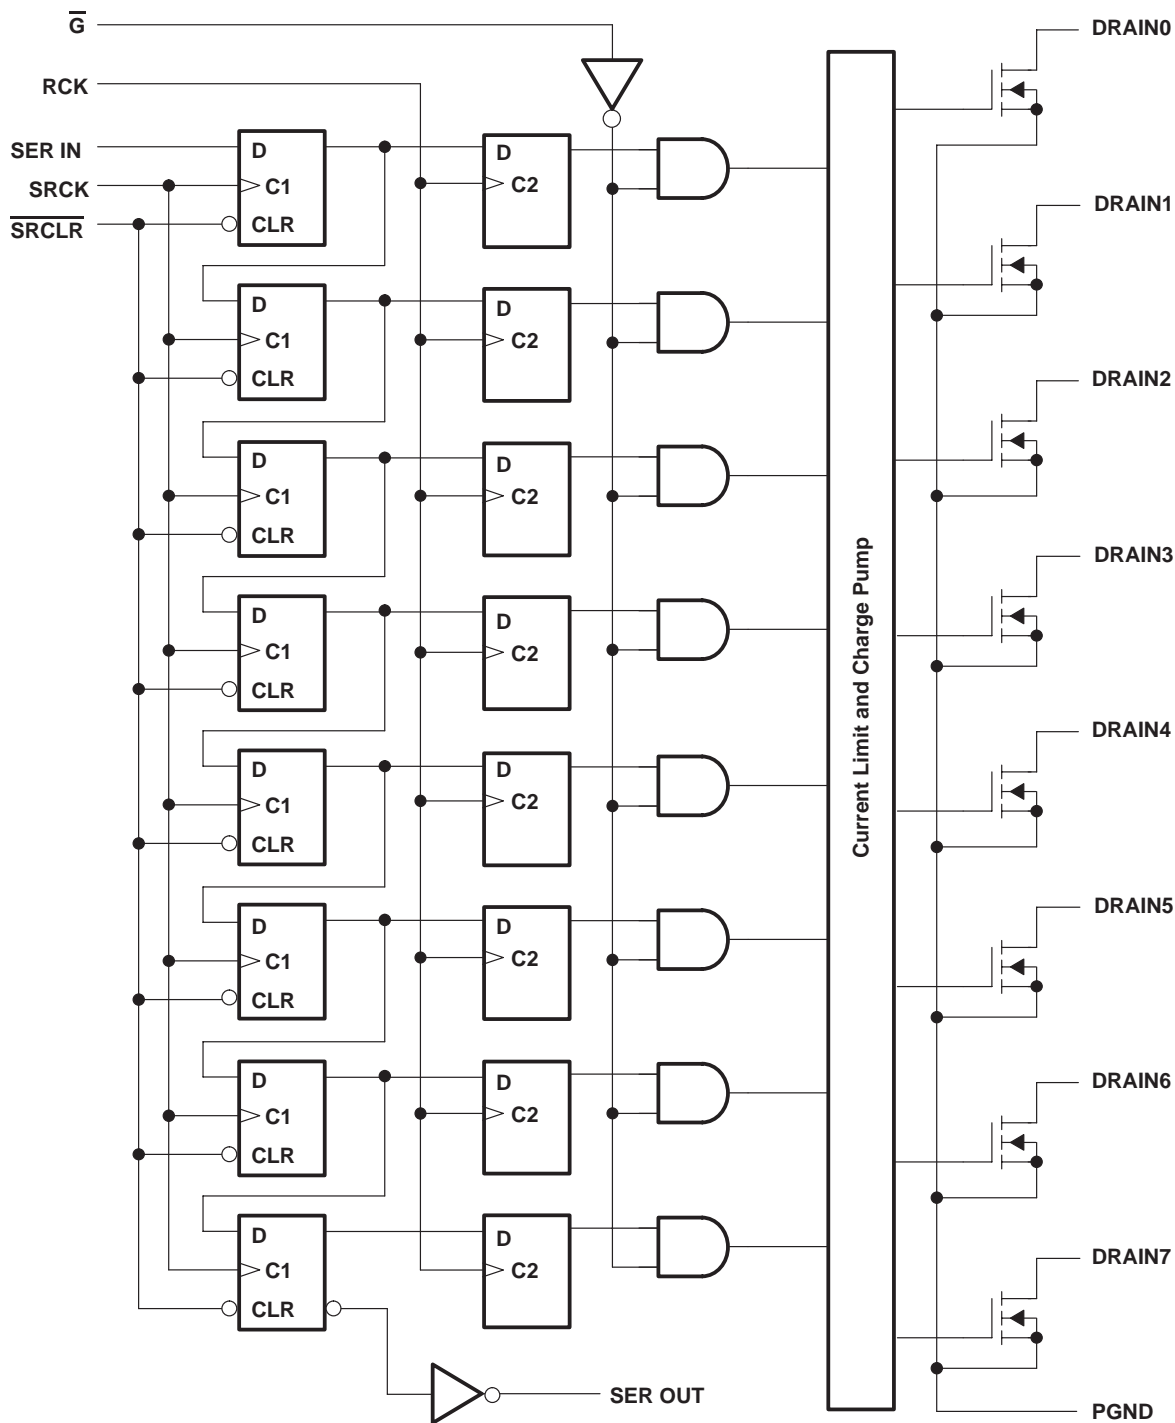 G̅
RCK
SER IN
SRCK
S̅R̅C̅L̅R̅
D
C1
CLR
D
C2
D
C1
CLR
D
C2
D
C1
CLR
D
C2
D
C1
CLR
D
C2
D
C1
CLR
D
C2
D
C1
CLR
D
C2
D
C1
CLR
D
C2
D
C1
CLR
D
C2
SER OUT
Current Limit and Charge Pump
DRAIN0
DRAIN1
DRAIN2
DRAIN3
DRAIN4
DRAIN5
DRAIN6
DRAIN7
PGND